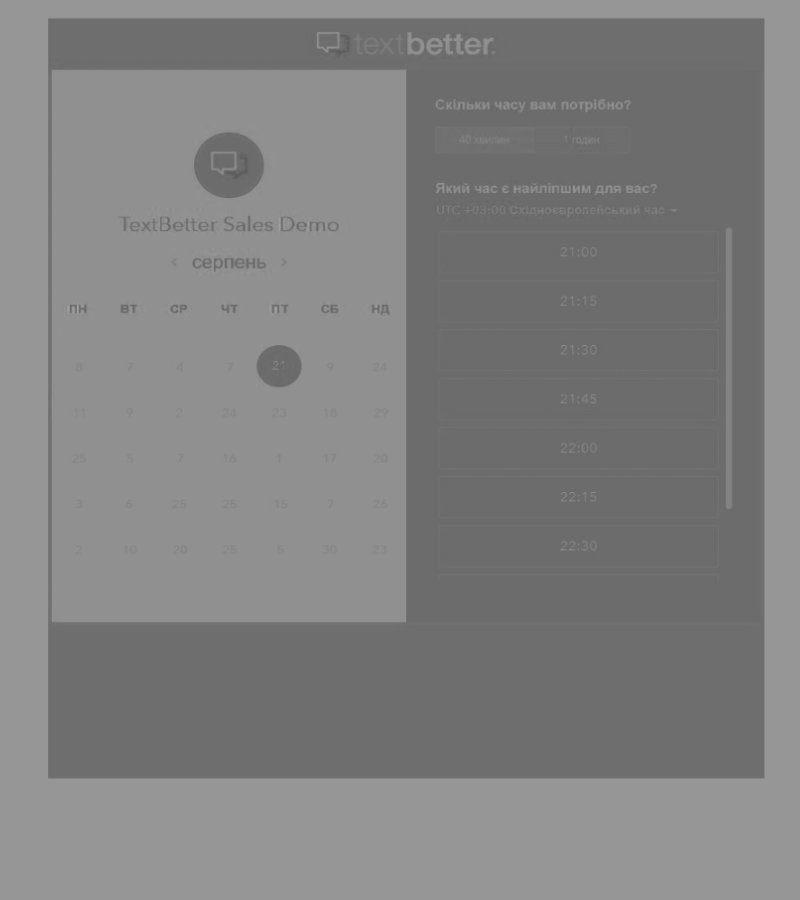 textbetter.
TextBetter Sales Demo
< серпень >
ПН ВТ СР ЧТ ПТ СБ НД
8 7 4 7 21 9 24
11 9 2 24 23 18 29
25 5 7 16 1 17 20
3 6 25 25 15 7 26
2 10 20 25 5 30 23
Скільки часу вам потрібно?
хвилин 1 годин
Який час є найліпшим для вас?
UTC +03:00 Східноєвропейський час
21:00
21:15
21:30
21:45
22:00
22:15
22:30